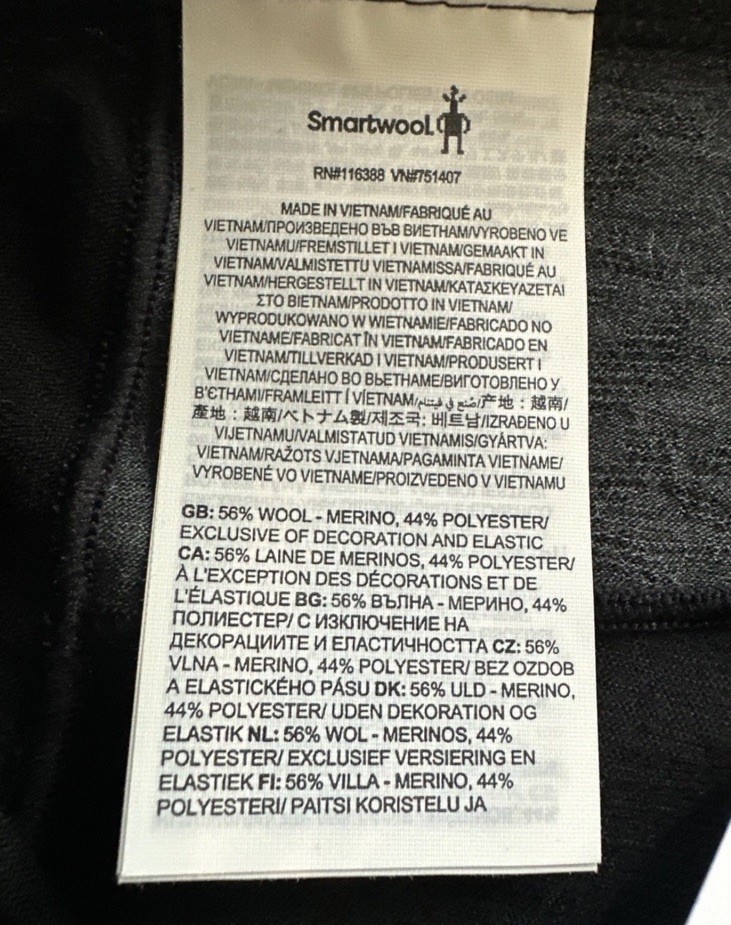 Smartwool
RN#116388 VN#751407
MADE IN VIETNAM/FABRIQUÉ AU
VIETNAM/ПРОИЗВЕДЕНО ВЪВ ВИЕТНАМ/VYROBENO VE
VIETNAMU/FREMSTILLET I VIETNAM/GEMAAKT IN
VIETNAM/VALMISTETTU VIETNAMISSA/FABRIQUÉ AU
VIETNAM/HERGESTELLT IN VIETNAM/ΚΑΤΑΣΚΕΥΑΖΕΤΑΙ
ΣΤΟ ΒΙΕΤΝΑΜ/PRODOTTO IN VIETNAM/
WYPRODUKOWANO W WIETNAMIE/FABRICADO NO
VIETNAME/FABRICAT ÎN VIETNAM/FABRICADO EN
VIETNAM/TILLVERKAD I VIETNAM/PRODUSERT I
VIETNAM/СДЕЛАНО ВО ВЬЕТНАМЕ/ВИГОТОВЛЕНО У
В'ЄТНАМІ/FRAMLEITT Í VÍETNAM/صُنع في فيتنام/产地：越南/
產地：越南/ベトナム製/제조국: 베트남/IZRAĐENO U
VIJETNAMU/VALMISTATUD VIETNAMIS/GYÁRTVA:
VIETNAM/RAŽOTS VJETNAMA/PAGAMINTA VIETNAME/
VYROBENÉ VO VIETNAME/PROIZVEDENO V VIETNAMU
GB: 56% WOOL - MERINO, 44% POLYESTER/
EXCLUSIVE OF DECORATION AND ELASTIC
CA: 56% LAINE DE MERINOS, 44% POLYESTER/
À L'EXCEPTION DES DÉCORATIONS ET DE
L'ÉLASTIQUE BG: 56% ВЪЛНА - МЕРИНО, 44%
ПОЛИЕСТЕР/ С ИЗКЛЮЧЕНИЕ НА
ДЕКОРАЦИИТЕ И ЕЛАСТИЧНОСТТА CZ: 56%
VLNA - MERINO, 44% POLYESTER/ BEZ OZDOB
A ELASTICKÉHO PÁSU DK: 56% ULD - MERINO,
44% POLYESTER/ UDEN DEKORATION OG
ELASTIK NL: 56% WOL - MERINOS, 44%
POLYESTER/ EXCLUSIEF VERSIERING EN
ELASTIEK FI: 56% VILLA - MERINO, 44%
POLYESTERI/ PAITSI KORISTELU JA